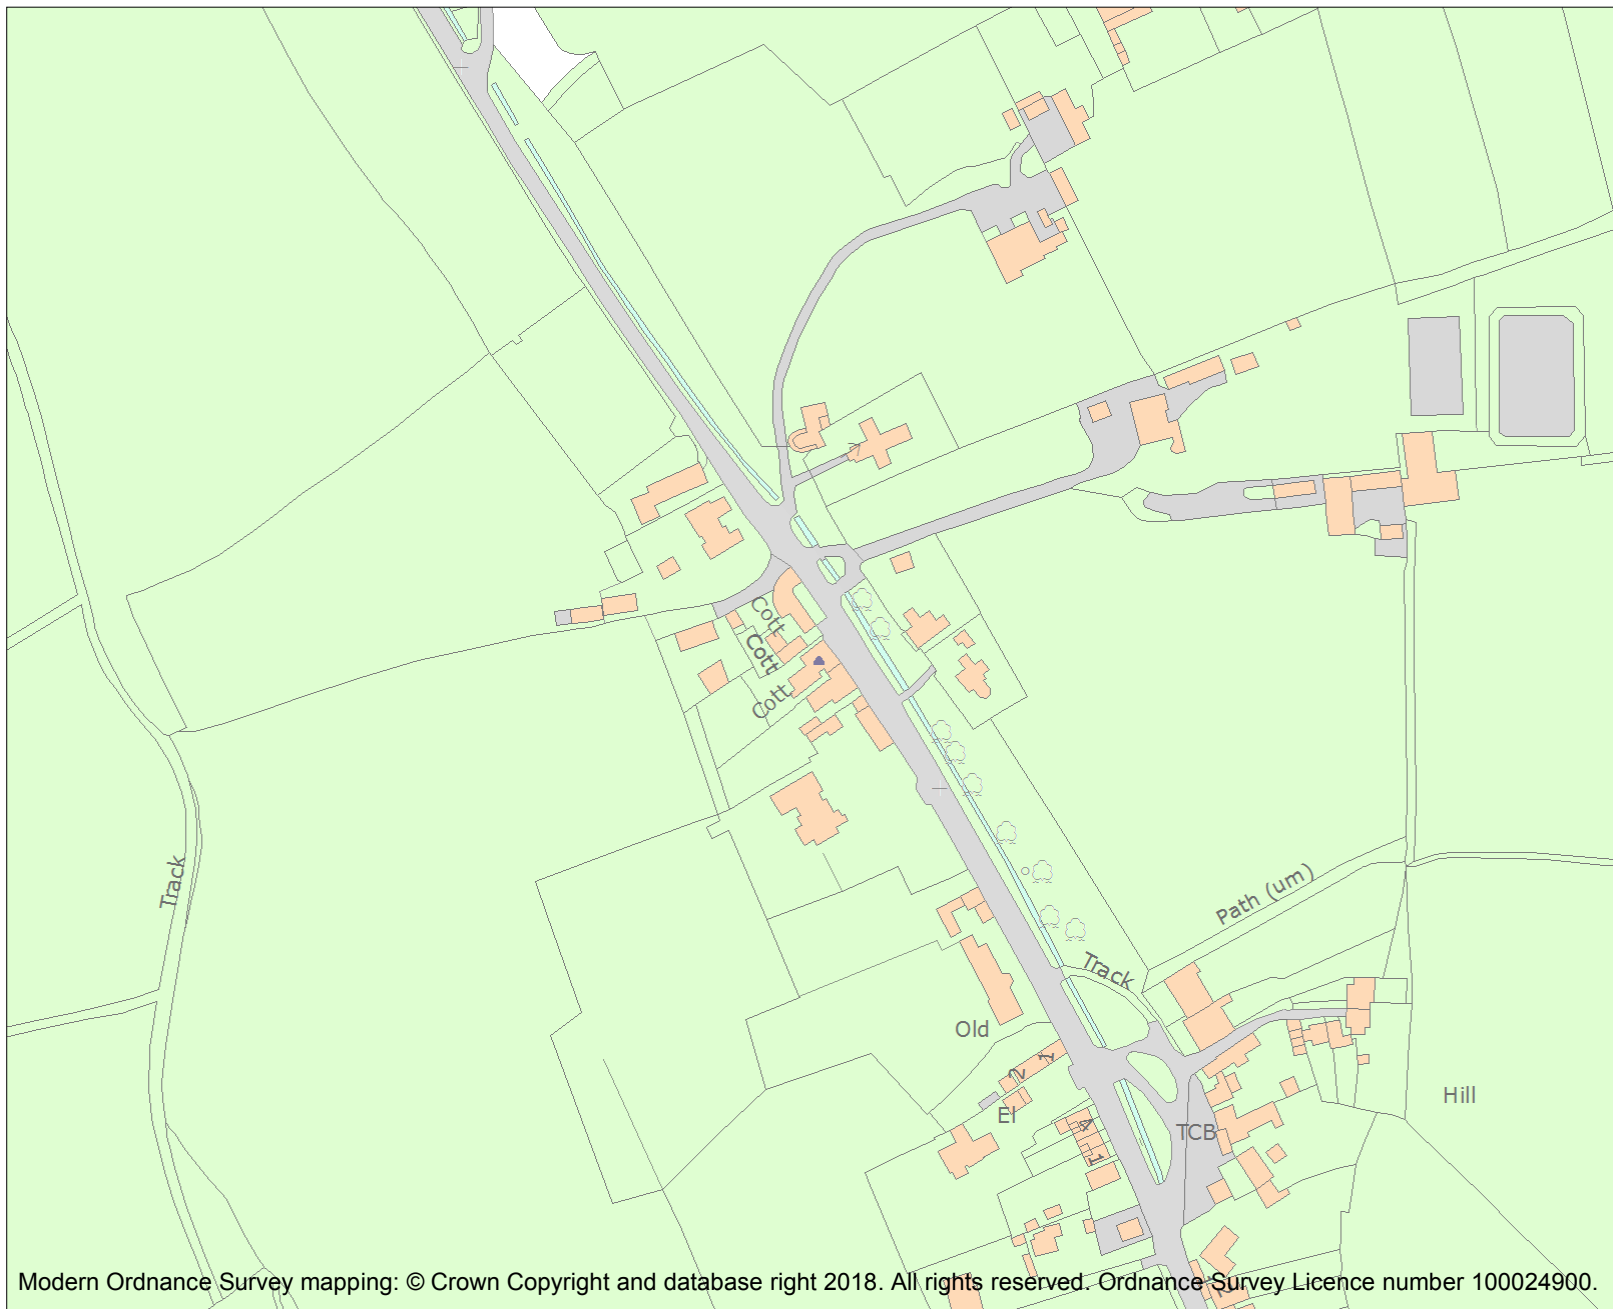 Cott
Cott
Cott
Track
Path (um)
Track
Old
1
2
El
4
1
TCB
Hill
Modern Ordnance Survey mapping: © Crown Copyright and database right 2018. All rights reserved. Ordnance Survey Licence number 100024900.